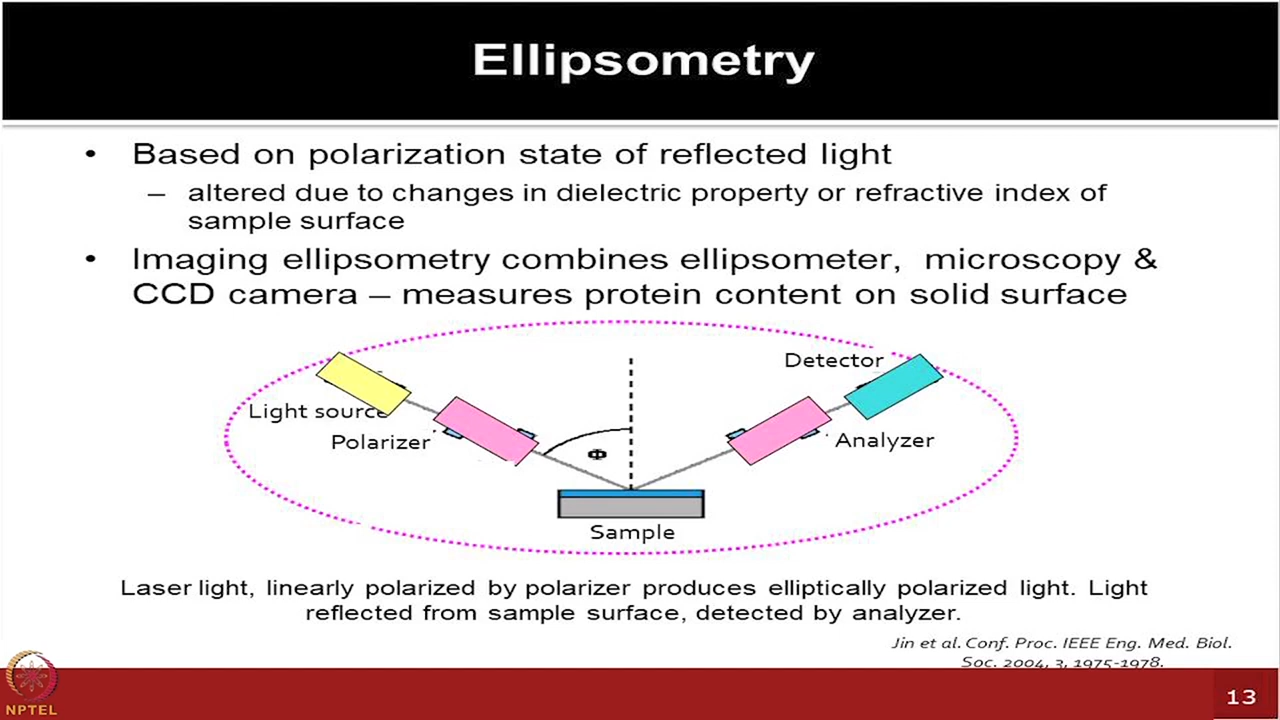 Ellipsometry
• Based on polarization state of reflected light
– altered due to changes in dielectric property or refractive index of
sample surface
• Imaging ellipsometry combines ellipsometer, microscopy &
CCD camera – measures protein content on solid surface
Detector
Light source
Polarizer
Analyzer
Φ
Sample
Laser light, linearly polarized by polarizer produces elliptically polarized light. Light
reflected from sample surface, detected by analyzer.
Jin et al. Conf. Proc. IEEE Eng. Med. Biol.
Soc. 2004, 3, 1975-1978.
NPTEL
13